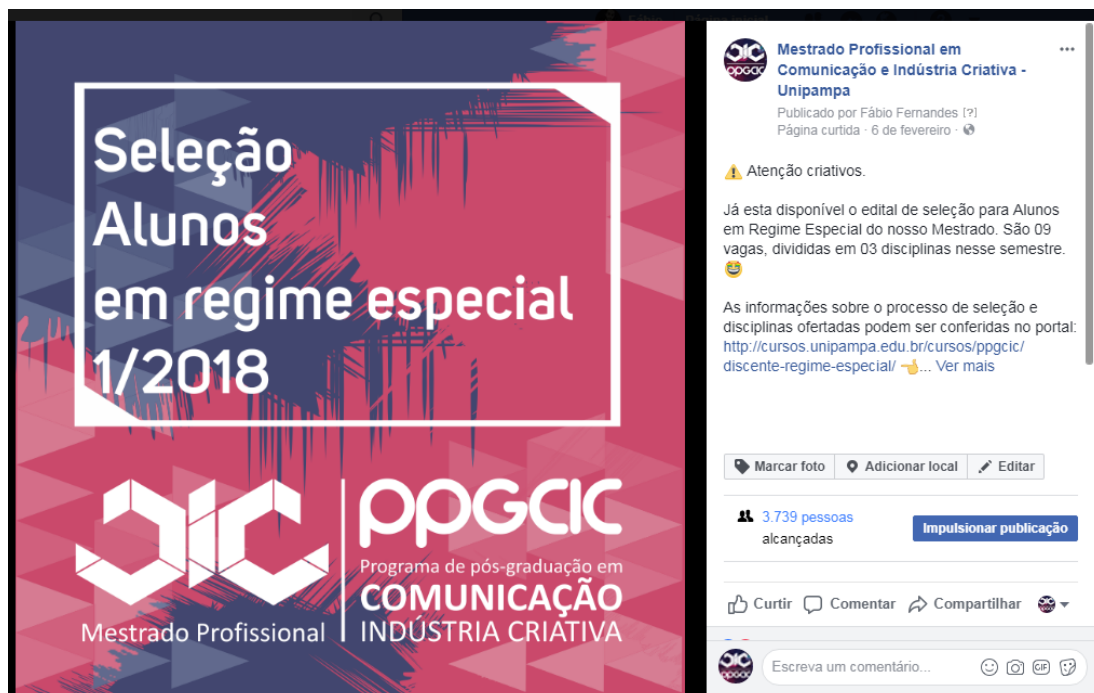 Seleção
Alunos
em regime especial
1/2018
CIC
Mestrado Profissional
PPGCIC
Programa de pós-graduação em
COMUNICAÇÃO
INDÚSTRIA CRIATIVA
Mestrado Profissional em
Comunicação e Indústria Criativa -
Unipampa
Publicado por Fábio Fernandes [?]
Página curtida · 6 de fevereiro ·
Atenção criativos.
Já esta disponível o edital de seleção para Alunos
em Regime Especial do nosso Mestrado. São 09
vagas, divididas em 03 disciplinas nesse semestre.
As informações sobre o processo de seleção e
disciplinas ofertadas podem ser conferidas no portal:
http://cursos.unipampa.edu.br/cursos/ppgcic/
discente-regime-especial/ 👈... Ver mais
Marcar foto
Adicionar local
Editar
3.739 pessoas
alcançadas
Impulsionar publicação
Curtir
Comentar
Compartilhar
Escreva um comentário...
GIF